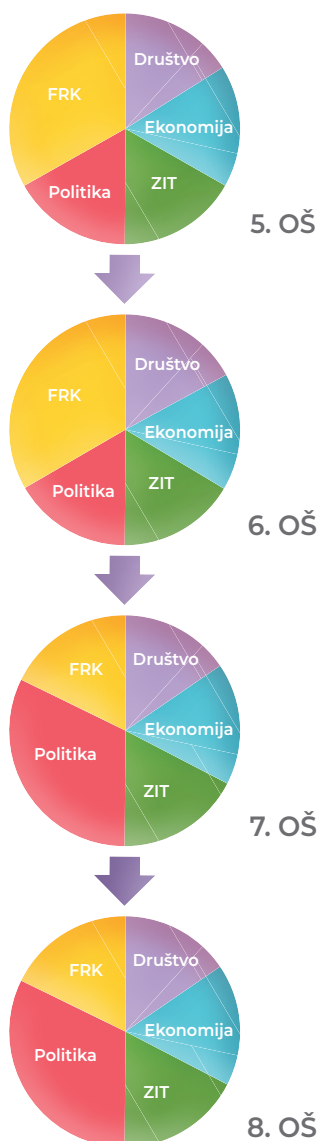 Društvo
FRK
Ekonomija
Politika
ZIT
5. OŠ
Društvo
FRK
Ekonomija
Politika
ZIT
6. OŠ
Društvo
FRK
Ekonomija
Politika
ZIT
7. OŠ
Društvo
FRK
Ekonomija
Politika
ZIT
8. OŠ